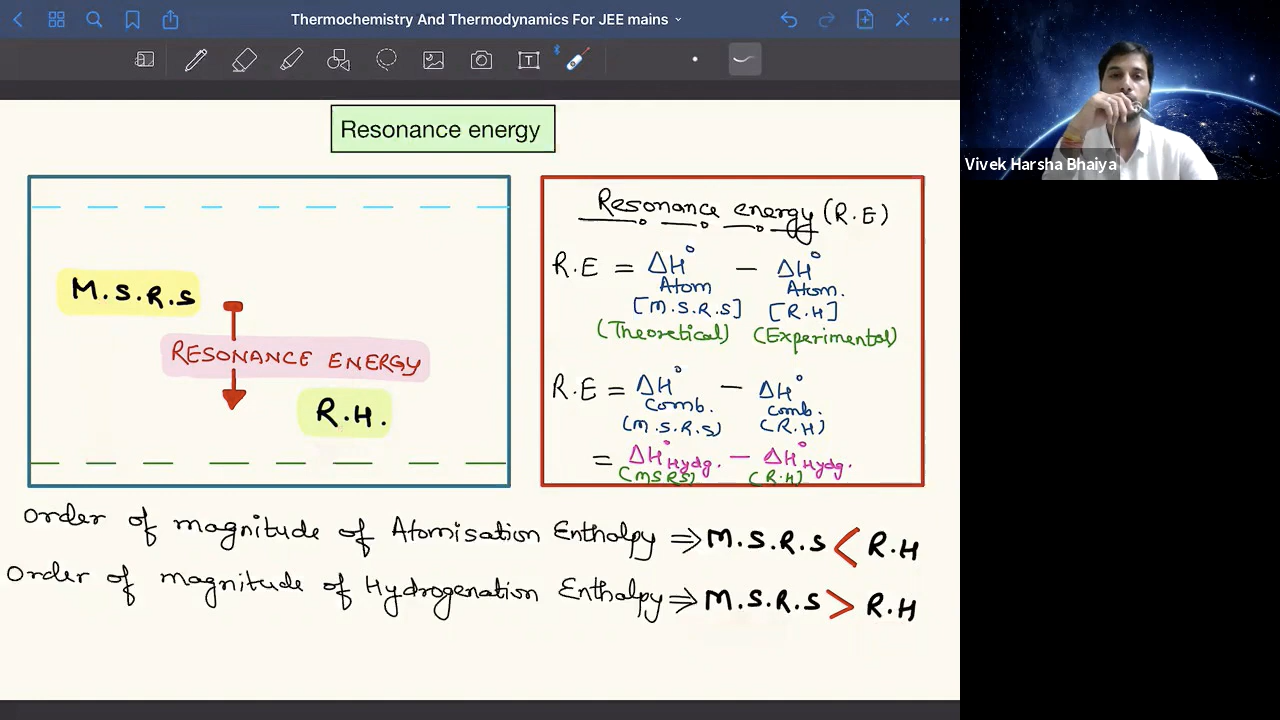 Thermochemistry And Thermodynamics For JEE mains
Resonance energy
M.S.R.S
RESONANCE ENERGY
R.H.
Resonance energy (R.E)
R.E = ΔH° Atom [M.S.R.S] (Theoretical) − ΔH° Atom. [R.H] (Experimental)
R.E = ΔH° Comb. (M.S.R.S) − ΔH° Comb. (R.H)
= ΔH° Hydg. (MSRS) − ΔH° Hydg. (R.H)
Order of magnitude of Atomisation Enthalpy ⇒ M.S.R.S < R.H
Order of magnitude of Hydrogenation Enthalpy ⇒ M.S.R.S > R.H
Vivek Harsha Bhaiya